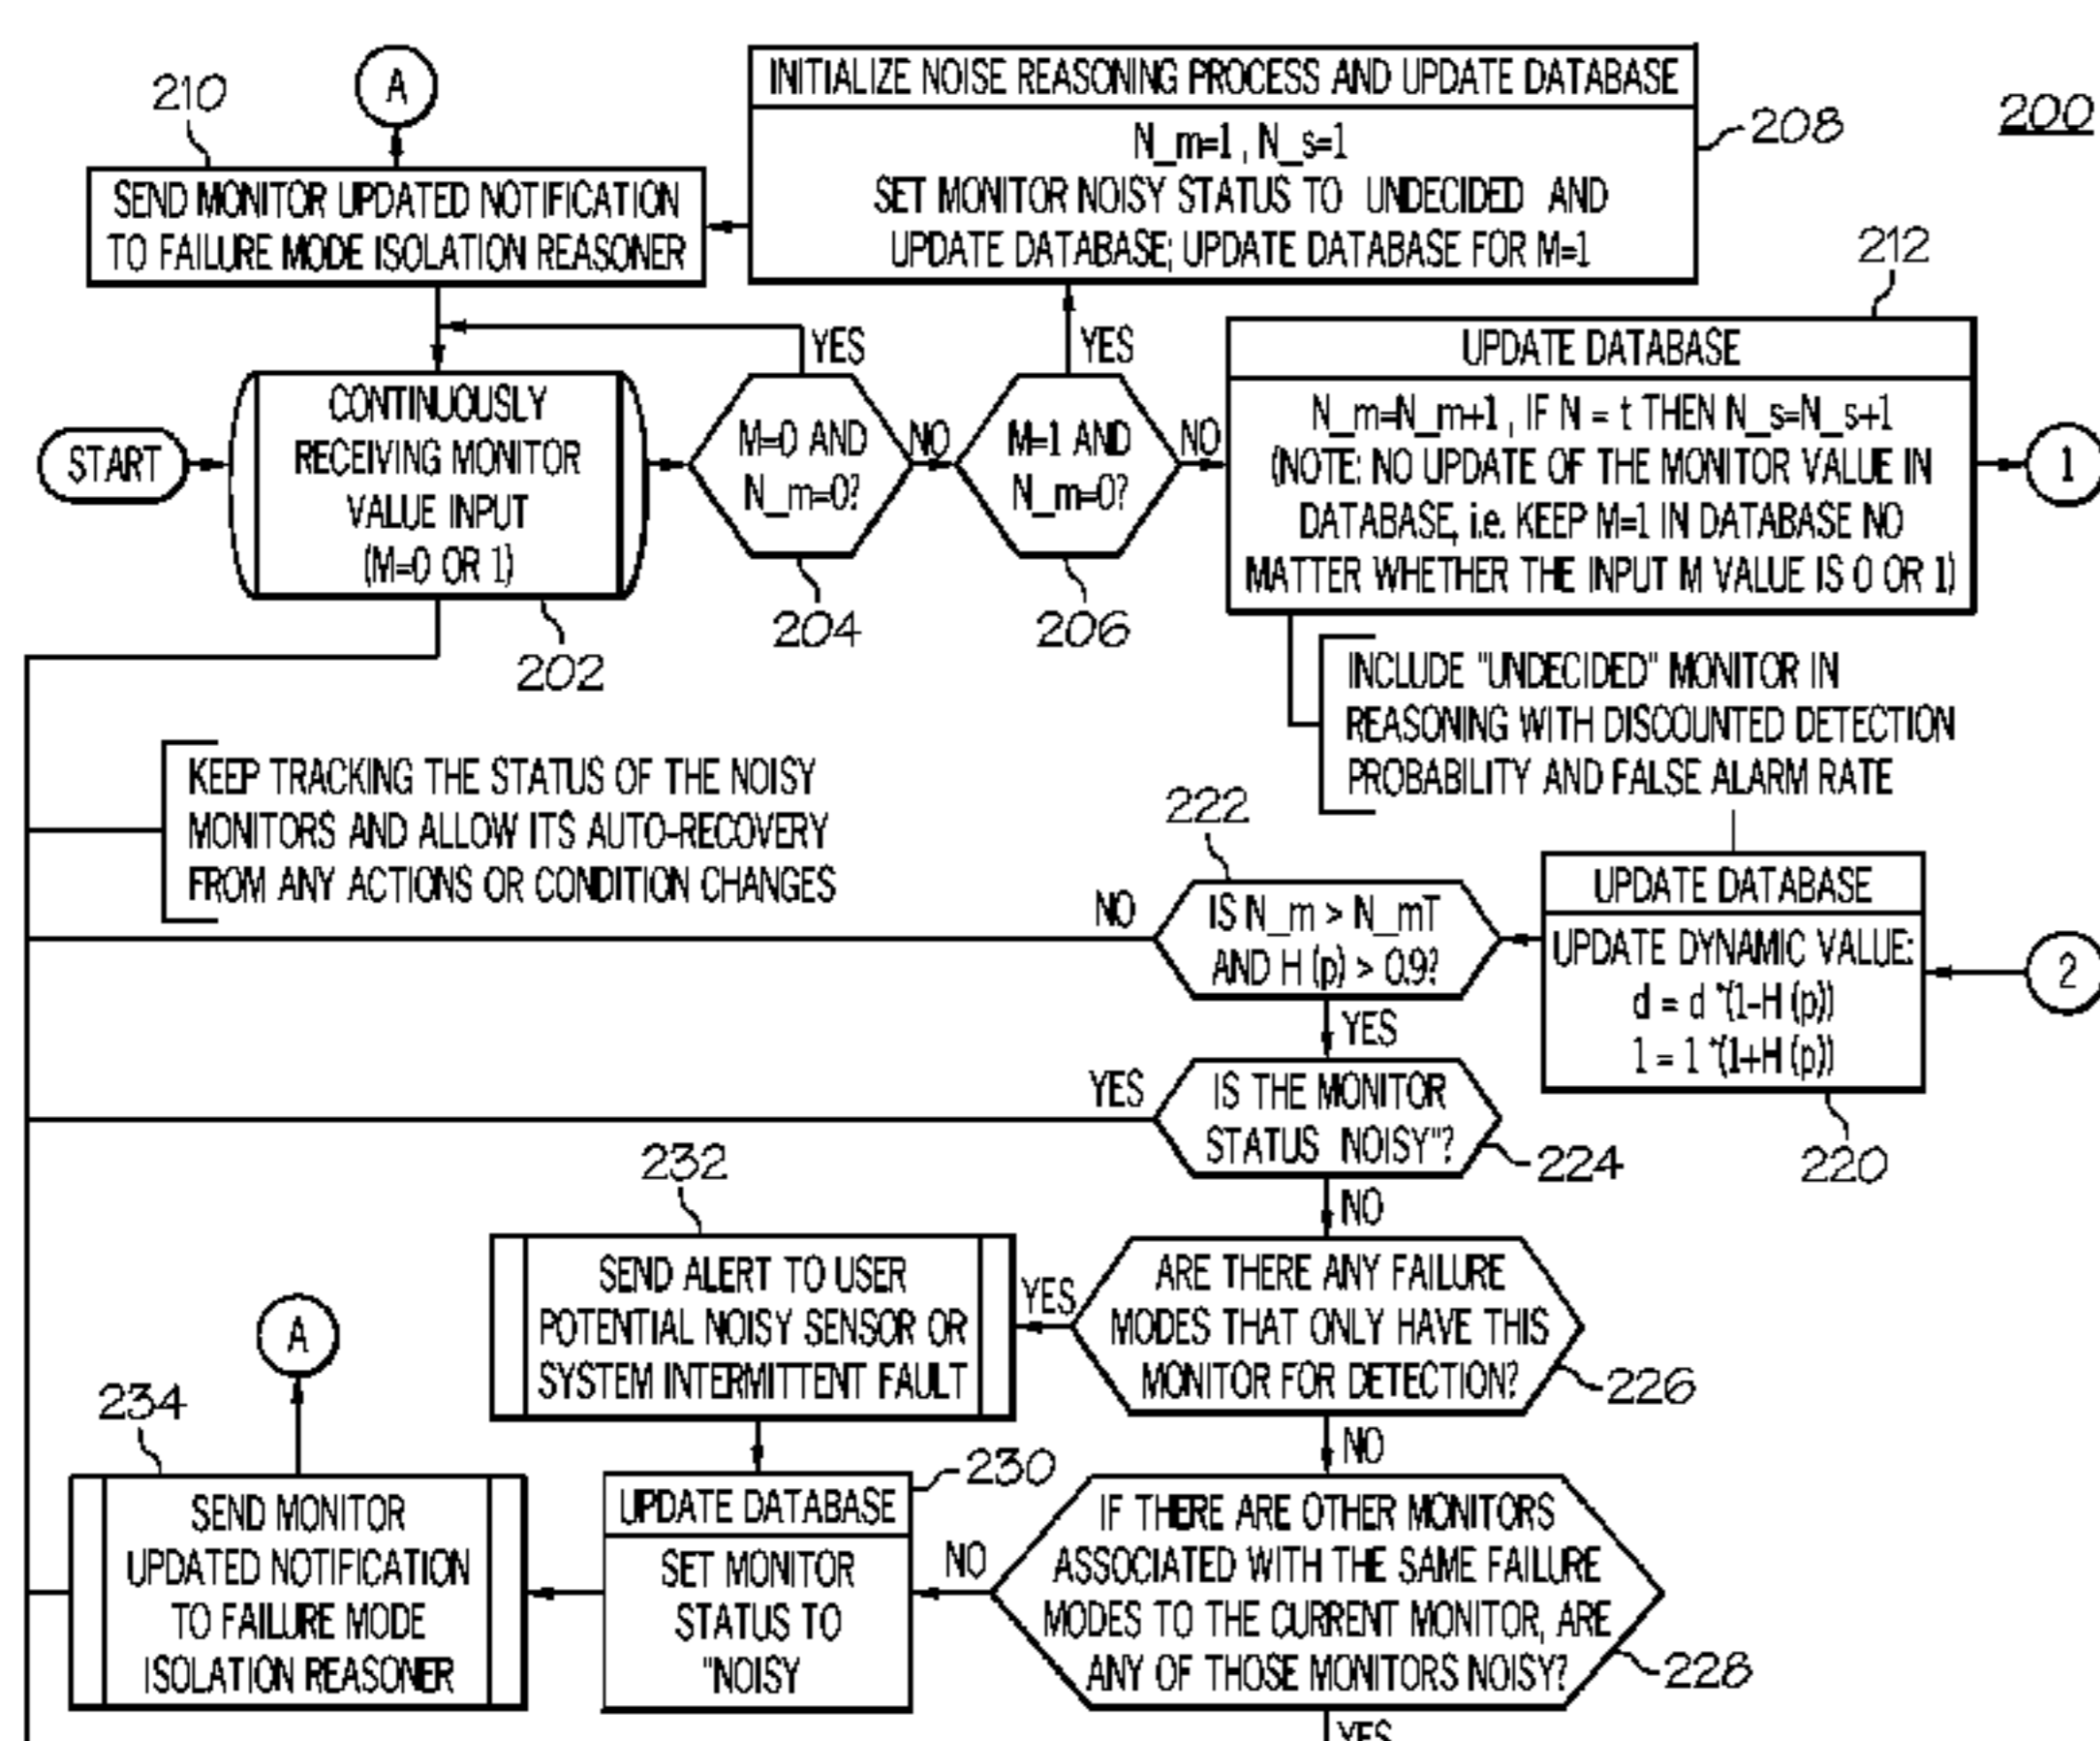 200
210
A
SEND MONITOR UPDATED NOTIFICATION
TO FAILURE MODE ISOLATION REASONER
INITIALIZE NOISE REASONING PROCESS AND UPDATE DATABASE
N_m=1 , N_s=1
SET MONITOR NOISY STATUS TO UNDECIDED AND
UPDATE DATABASE; UPDATE DATABASE FOR M=1
208
START
CONTINUOUSLY
RECEIVING MONITOR
VALUE INPUT
(M=0 OR 1)
202
YES
M=0 AND
N_m=0?
204
NO
YES
M=1 AND
N_m=0?
206
NO
212
UPDATE DATABASE
N_m=N_m+1 , IF N = t THEN N_s=N_s+1
(NOTE: NO UPDATE OF THE MONITOR VALUE IN
DATABASE, i.e. KEEP M=1 IN DATABASE NO
MATTER WHETHER THE INPUT M VALUE IS 0 OR 1)
1
INCLUDE "UNDECIDED" MONITOR IN
REASONING WITH DISCOUNTED DETECTION
PROBABILITY AND FALSE ALARM RATE
KEEP TRACKING THE STATUS OF THE NOISY
MONITORS AND ALLOW ITS AUTO-RECOVERY
FROM ANY ACTIONS OR CONDITION CHANGES
2
UPDATE DATABASE
UPDATE DYNAMIC VALUE:
d = d *(1-H (p))
1 = 1 *(1+H (p))
220
222
NO
IS N_m > N_mT
AND H (p) > 0.9?
YES
YES
IS THE MONITOR
STATUS NOISY"?
224
NO
ARE THERE ANY FAILURE
MODES THAT ONLY HAVE THIS
MONITOR FOR DETECTION?
226
YES
232
SEND ALERT TO USER
POTENTIAL NOISY SENSOR OR
SYSTEM INTERMITTENT FAULT
NO
IF THERE ARE OTHER MONITORS
ASSOCIATED WITH THE SAME FAILURE
MODES TO THE CURRENT MONITOR, ARE
ANY OF THOSE MONITORS NOISY?
228
NO
230
UPDATE DATABASE
SET MONITOR
STATUS TO
"NOISY
A
234
SEND MONITOR
UPDATED NOTIFICATION
TO FAILURE MODE
ISOLATION REASONER
YES